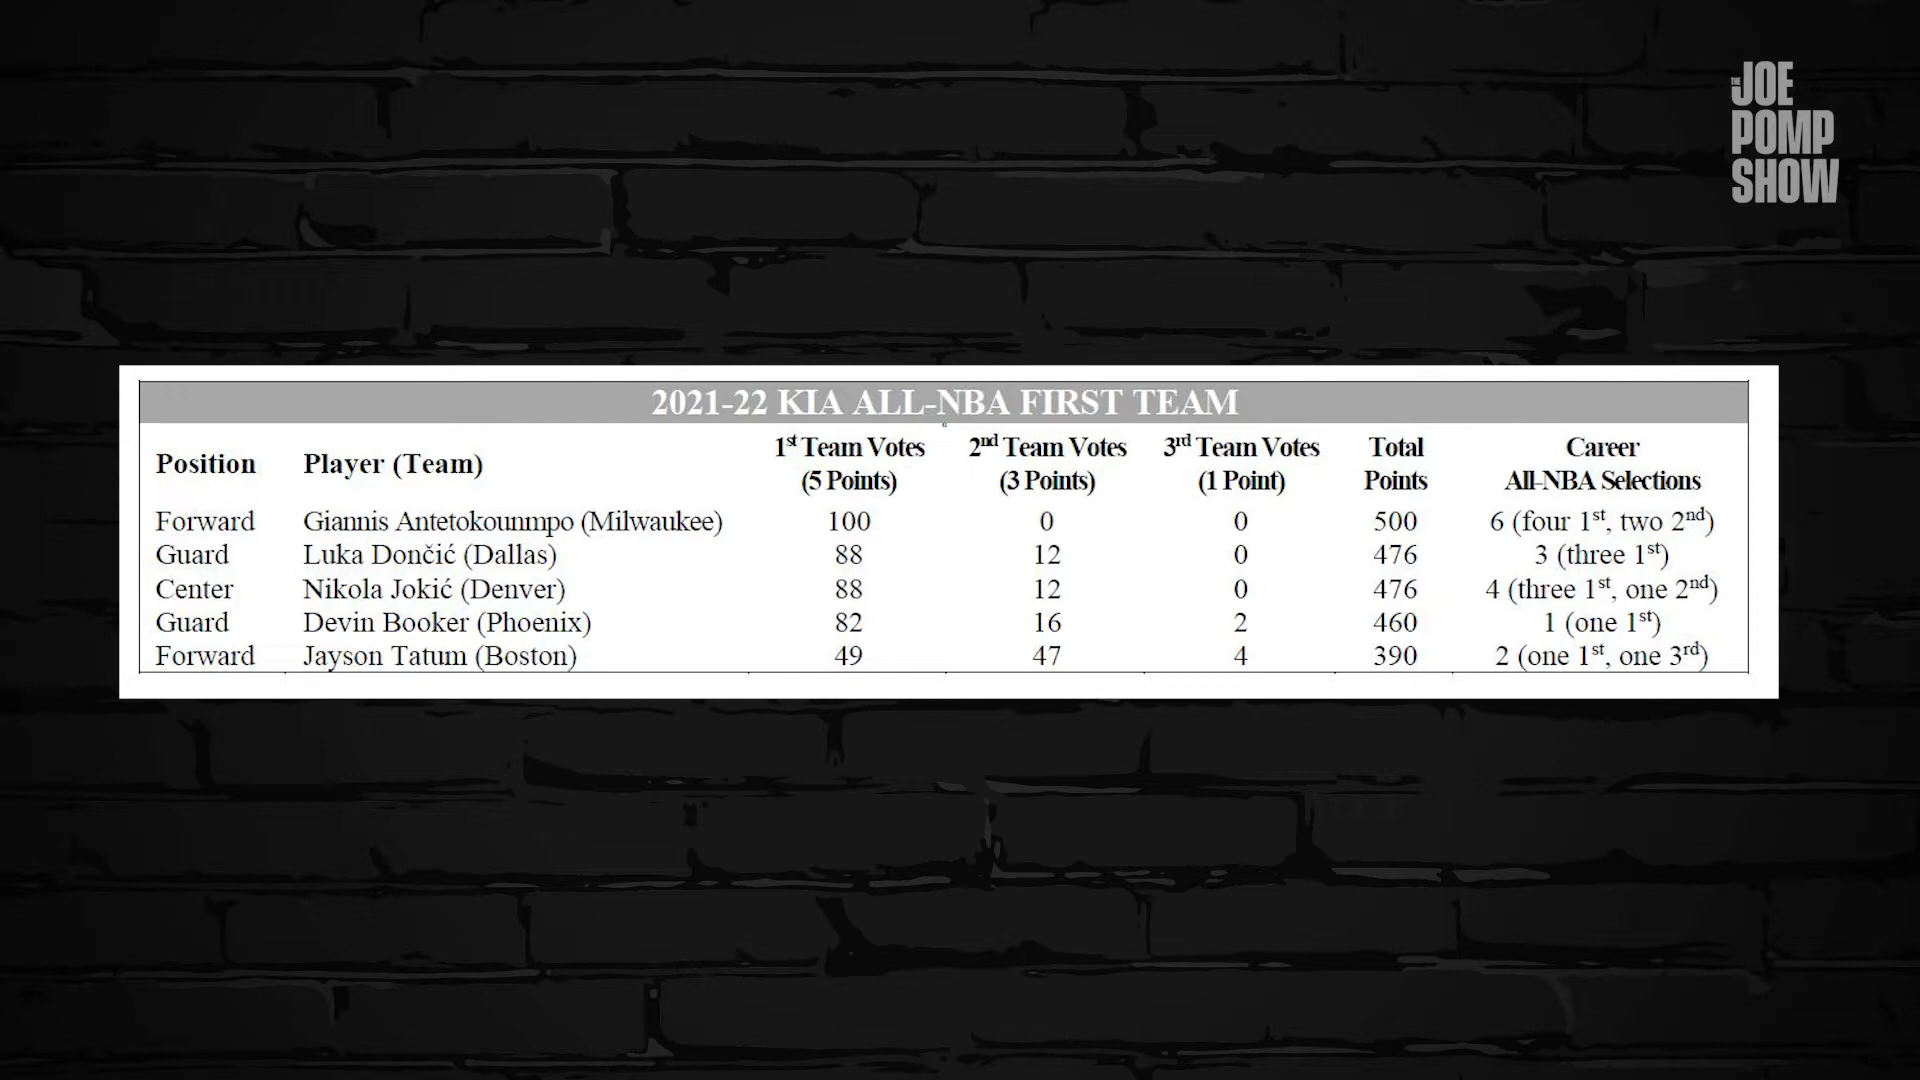 THE JOE
POMP
SHOW
2021-22 KIA ALL-NBA FIRST TEAM
Position Player (Team) 1st Team Votes (5 Points) 2nd Team Votes (3 Points) 3rd Team Votes (1 Point) Total Points Career All-NBA Selections
Forward Giannis Antetokounmpo (Milwaukee) 100 0 0 500 6 (four 1st, two 2nd)
Guard Luka Dončić (Dallas) 88 12 0 476 3 (three 1st)
Center Nikola Jokić (Denver) 88 12 0 476 4 (three 1st, one 2nd)
Guard Devin Booker (Phoenix) 82 16 2 460 1 (one 1st)
Forward Jayson Tatum (Boston) 49 47 4 390 2 (one 1st, one 3rd)